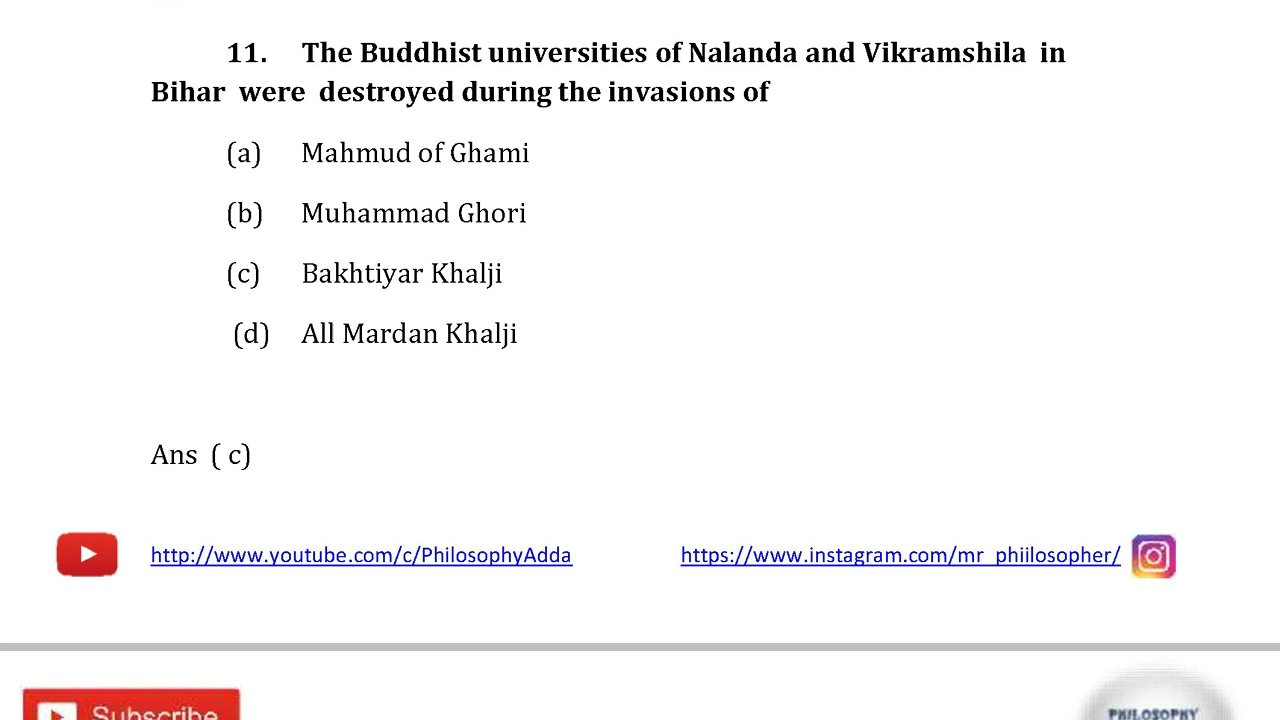 11. The Buddhist universities of Nalanda and Vikramshila in
Bihar were destroyed during the invasions of
(a) Mahmud of Ghami
(b) Muhammad Ghori
(c) Bakhtiyar Khalji
(d) All Mardan Khalji
Ans ( c)
http://www.youtube.com/c/PhilosophyAdda https://www.instagram.com/mr_phiilosopher/
Subscribe PHILOSOPHY